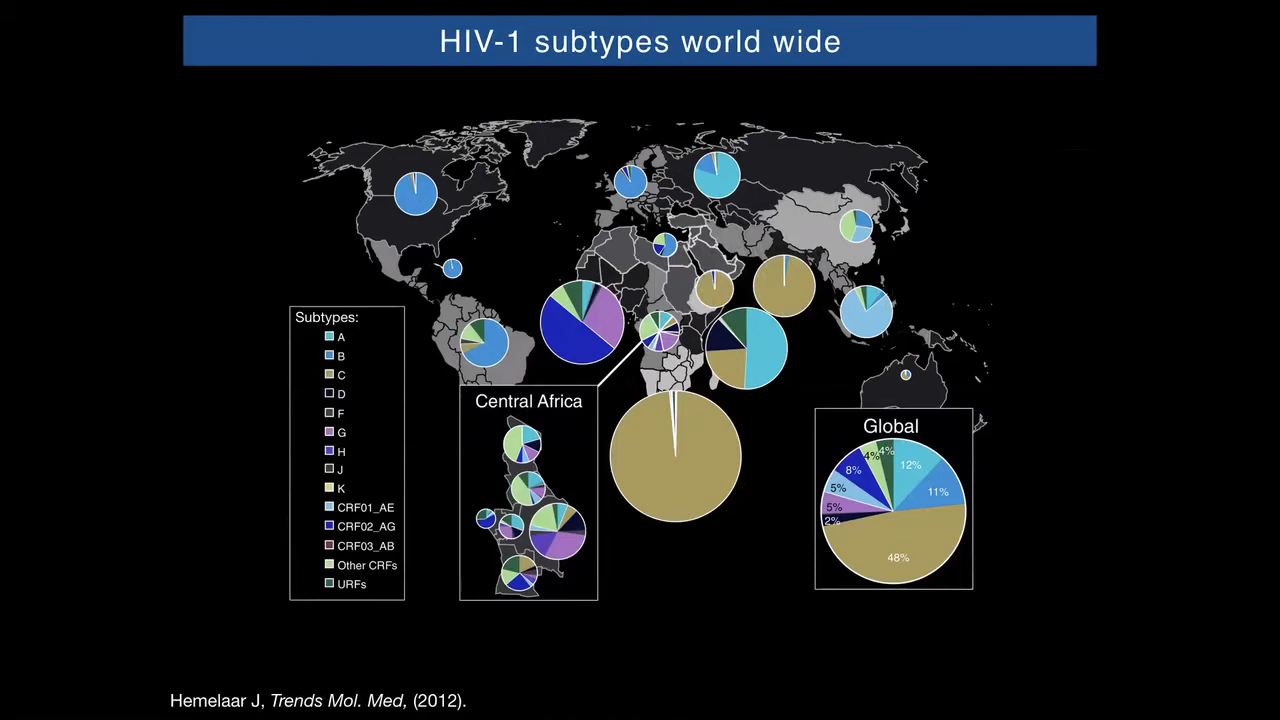 HIV-1 subtypes world wide
Subtypes:
A
B
C
D
F
G
H
J
K
CRF01_AE
CRF02_AG
CRF03_AB
Other CRFs
URFs
Central Africa
Global
4%
4%
12%
8%
11%
5%
5%
2%
48%
Hemelaar J, Trends Mol. Med, (2012).